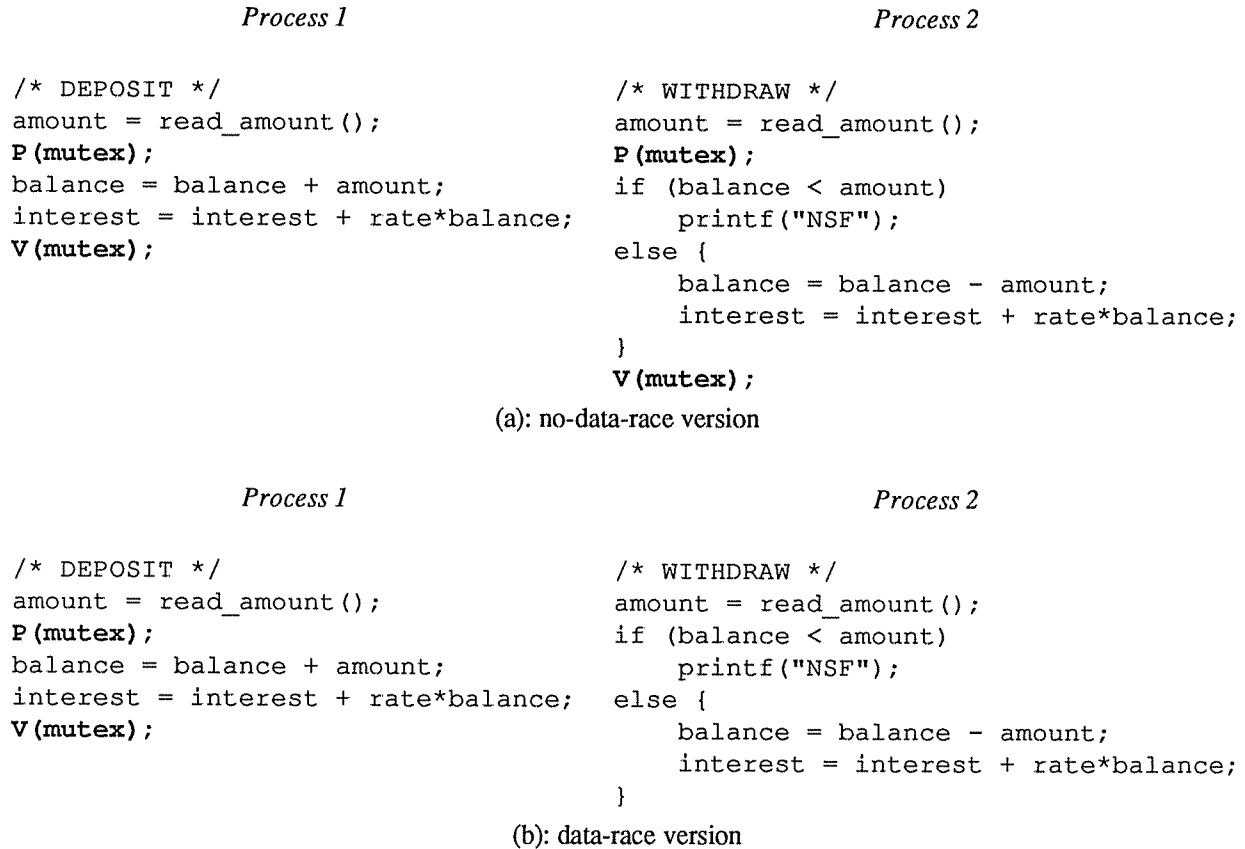 Process 1
/* DEPOSIT */
amount = read_amount();
P(mutex);
balance = balance + amount;
interest = interest + rate*balance;
V(mutex);
Process 2
/* WITHDRAW */
amount = read_amount();
P(mutex);
if (balance < amount)
    printf("NSF");
else {
    balance = balance - amount;
    interest = interest + rate*balance;
}
V(mutex);
(a): no-data-race version
Process 1
/* DEPOSIT */
amount = read_amount();
P(mutex);
balance = balance + amount;
interest = interest + rate*balance;
V(mutex);
Process 2
/* WITHDRAW */
amount = read_amount();
if (balance < amount)
    printf("NSF");
else {
    balance = balance - amount;
    interest = interest + rate*balance;
}
(b): data-race version